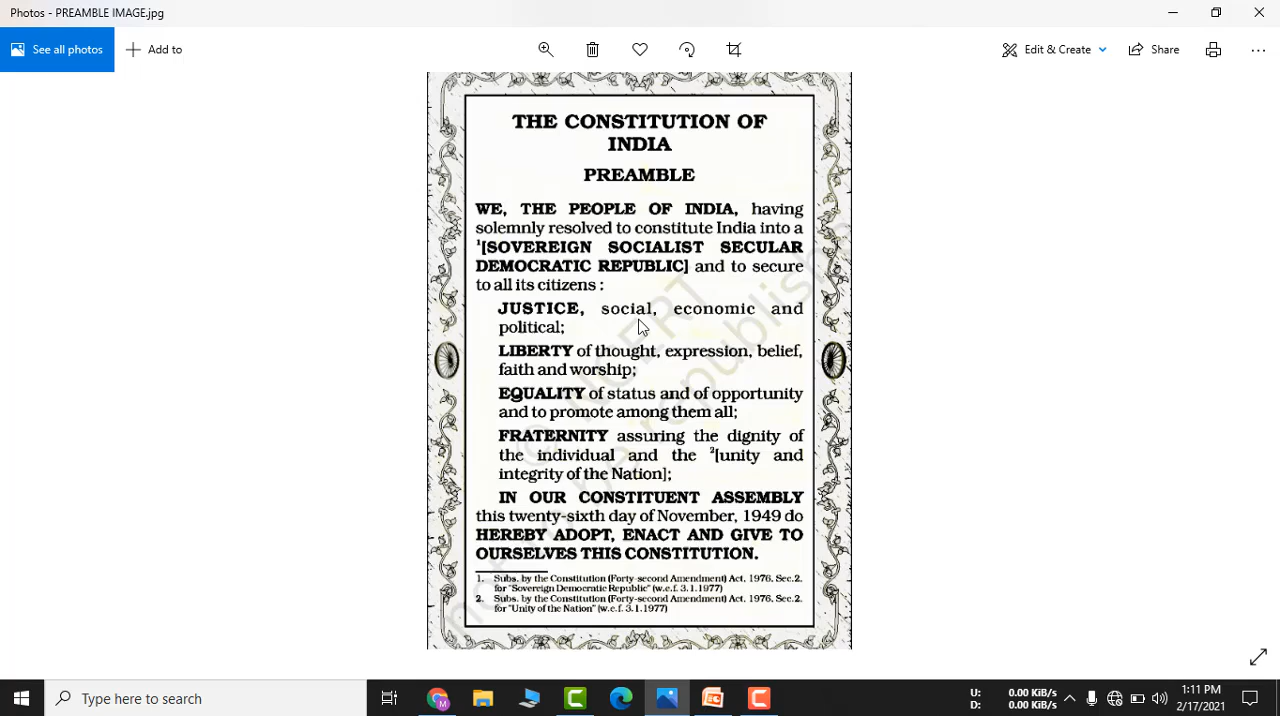 Photos - PREAMBLE IMAGE.jpg
See all photos
Add to
Edit & Create
Share
THE CONSTITUTION OF
INDIA
PREAMBLE
WE, THE PEOPLE OF INDIA, having
solemnly resolved to constitute India into a
¹[SOVEREIGN SOCIALIST SECULAR
DEMOCRATIC REPUBLIC] and to secure
to all its citizens :
JUSTICE, social, economic and
political;
LIBERTY of thought, expression, belief,
faith and worship;
EQUALITY of status and of opportunity
and to promote among them all;
FRATERNITY assuring the dignity of
the individual and the ²[unity and
integrity of the Nation];
IN OUR CONSTITUENT ASSEMBLY
this twenty-sixth day of November, 1949 do
HEREBY ADOPT, ENACT AND GIVE TO
OURSELVES THIS CONSTITUTION.
1. Subs. by the Constitution (Forty-second Amendment) Act, 1976, Sec.2,
for "Sovereign Democratic Republic" (w.e.f. 3.1.1977)
2. Subs. by the Constitution (Forty-second Amendment) Act, 1976, Sec.2,
for "Unity of the Nation" (w.e.f. 3.1.1977)
© NCERT
be republish
Type here to search
M
U: 0.00 KiB/s
D: 0.00 KiB/s
1:11 PM
2/17/2021